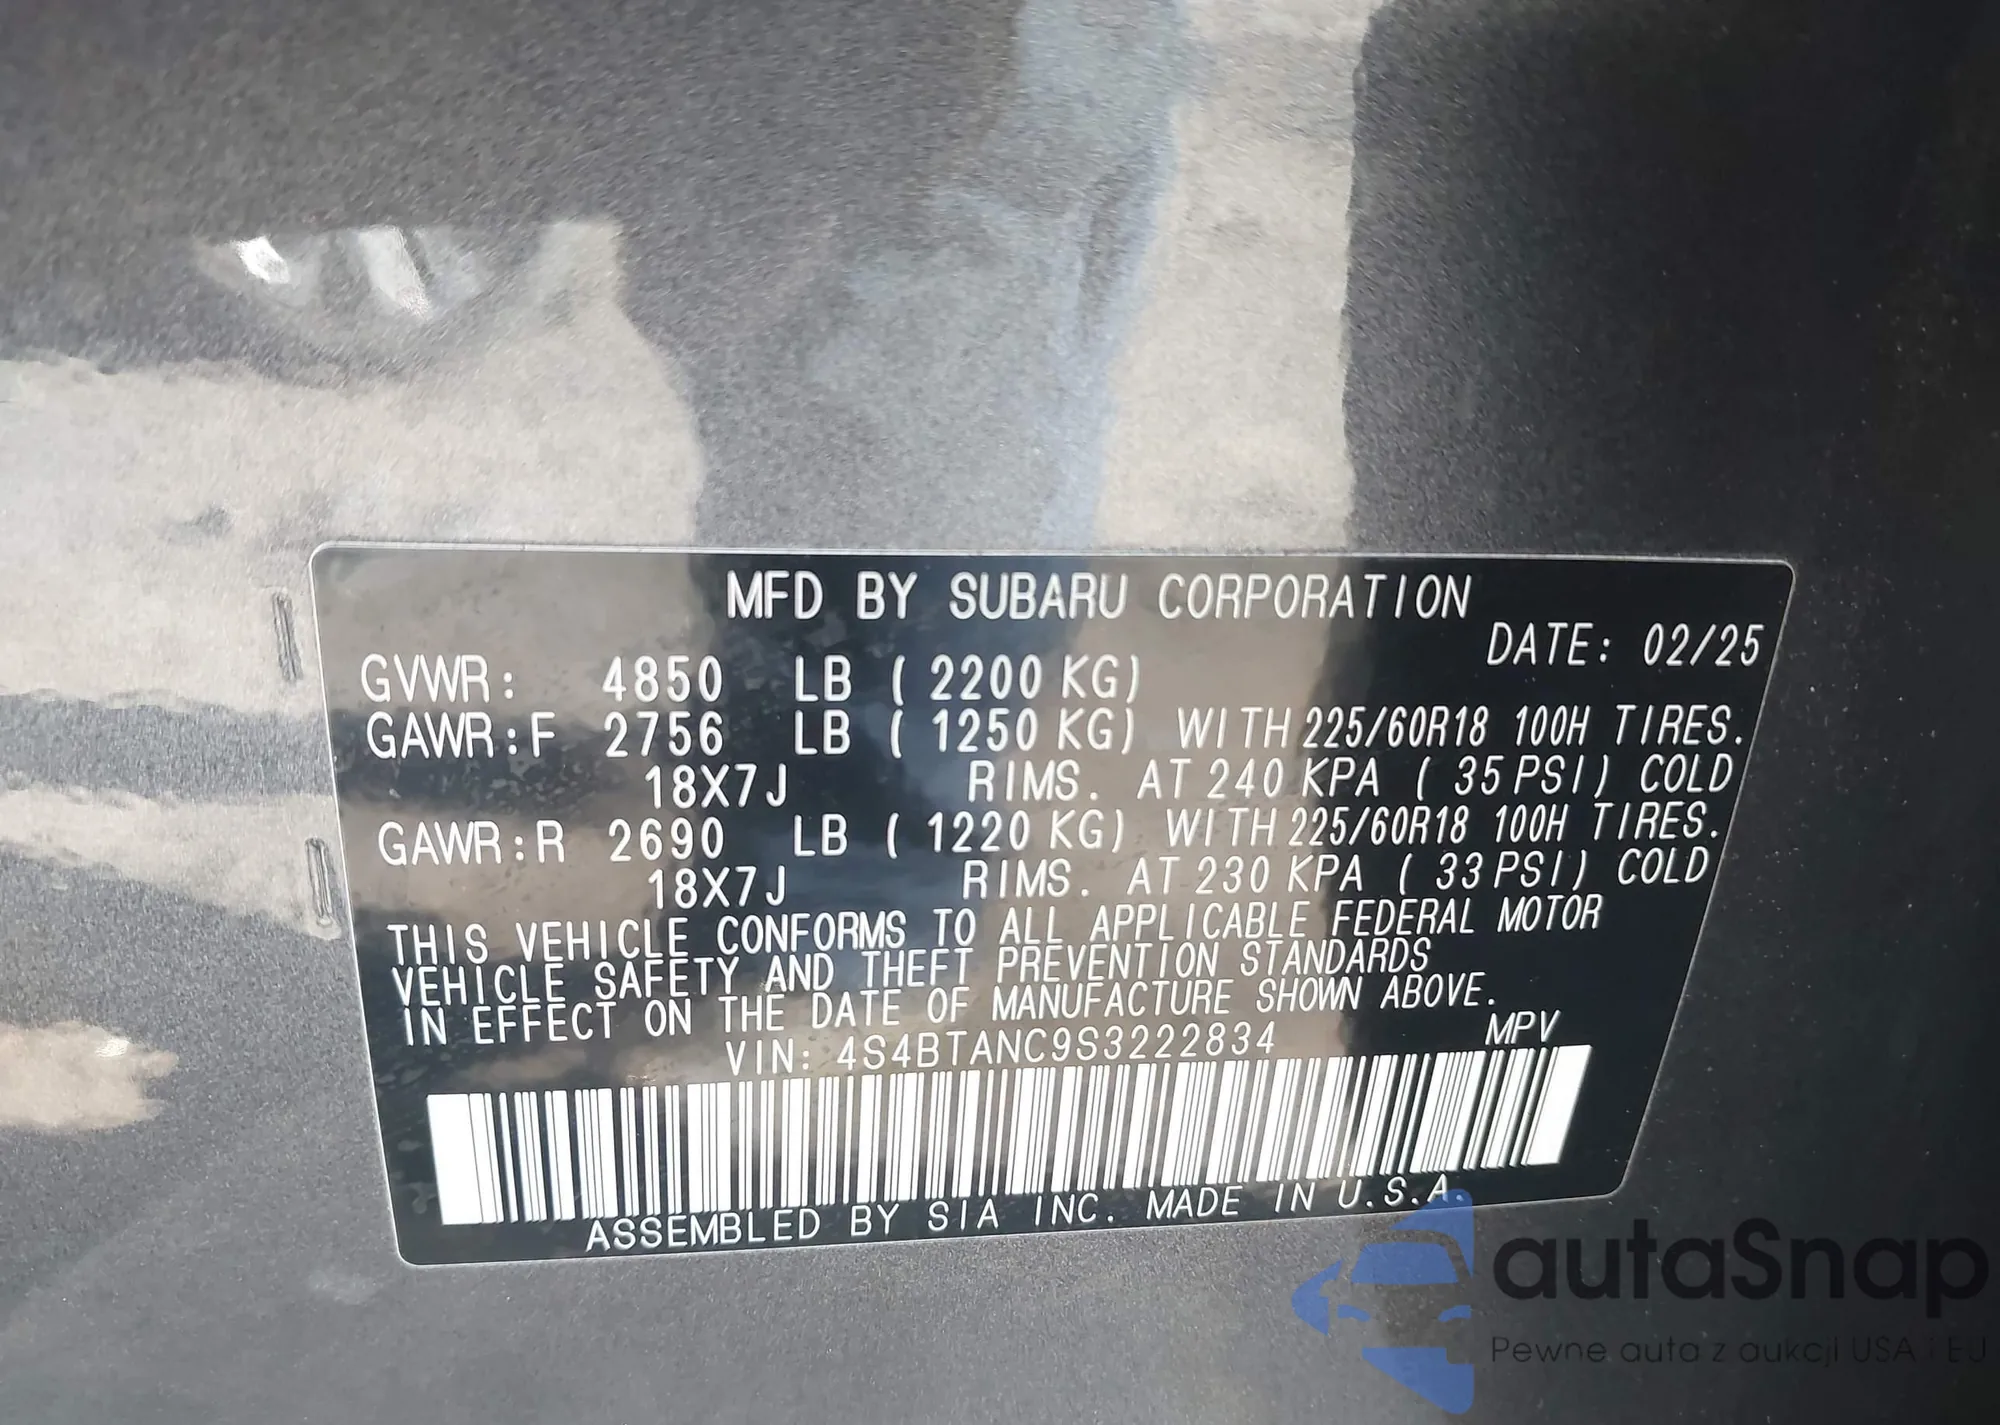 MFD BY SUBARU CORPORATION
DATE: 02/25
GVWR: 4850 LB ( 2200 KG)
GAWR:F 2756 LB ( 1250 KG) WITH 225/60R18 100H TIRES.
18X7J RIMS. AT 240 KPA ( 35 PSI) COLD
GAWR:R 2690 LB ( 1220 KG) WITH 225/60R18 100H TIRES.
18X7J RIMS. AT 230 KPA ( 33 PSI) COLD
THIS VEHICLE CONFORMS TO ALL APPLICABLE FEDERAL MOTOR
VEHICLE SAFETY AND THEFT PREVENTION STANDARDS
IN EFFECT ON THE DATE OF MANUFACTURE SHOWN ABOVE.
VIN: 4S4BTANC9S3222834 MPV
ASSEMBLED BY SIA INC. MADE IN U.S.A.
autaSnap
Pewne auta z aukcji USA i EU